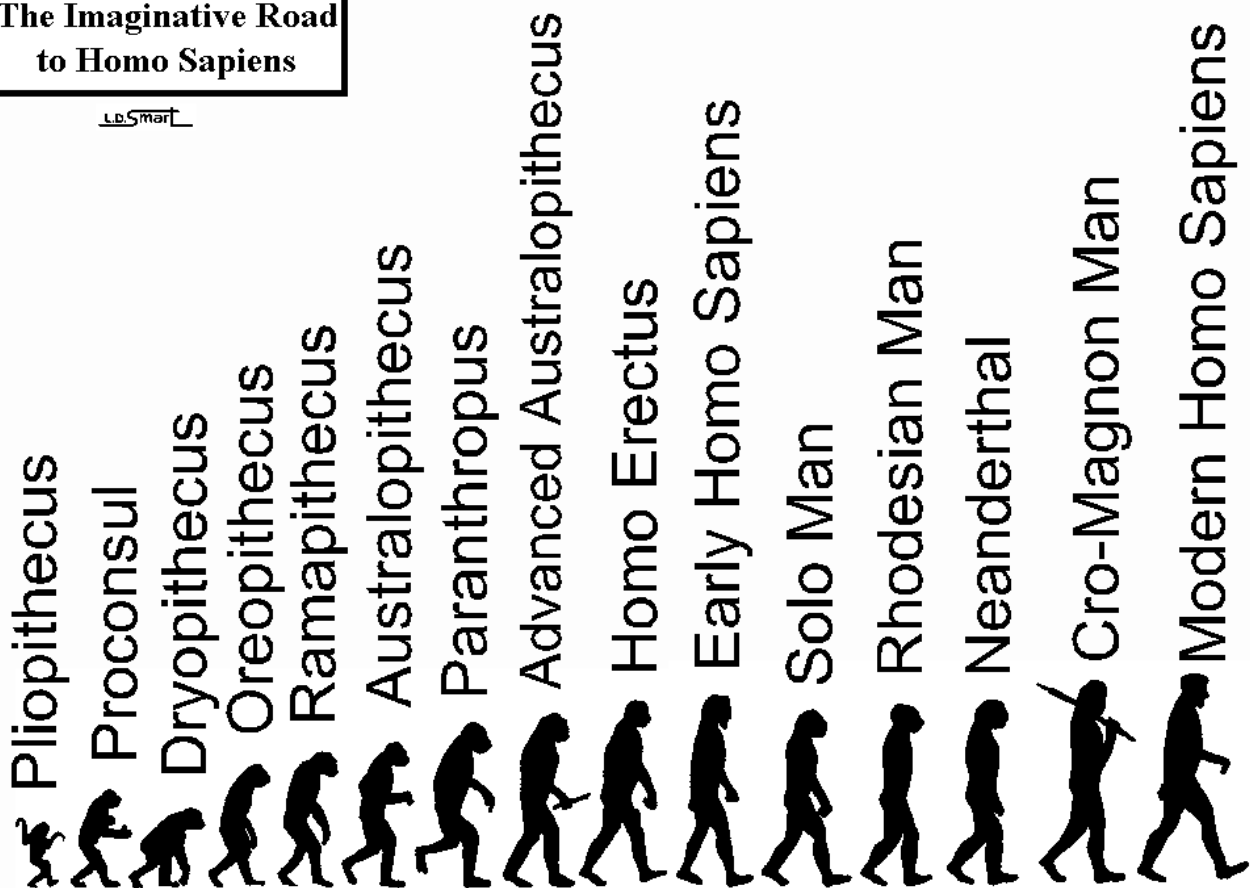 The Imaginative Road
to Homo Sapiens
L.D.Smart
Pliopithecus
Proconsul
Dryopithecus
Oreopithecus
Ramapithecus
Australopithecus
Paranthropus
Advanced Australopithecus
Homo Erectus
Early Homo Sapiens
Solo Man
Rhodesian Man
Neanderthal
Cro-Magnon Man
Modern Homo Sapiens